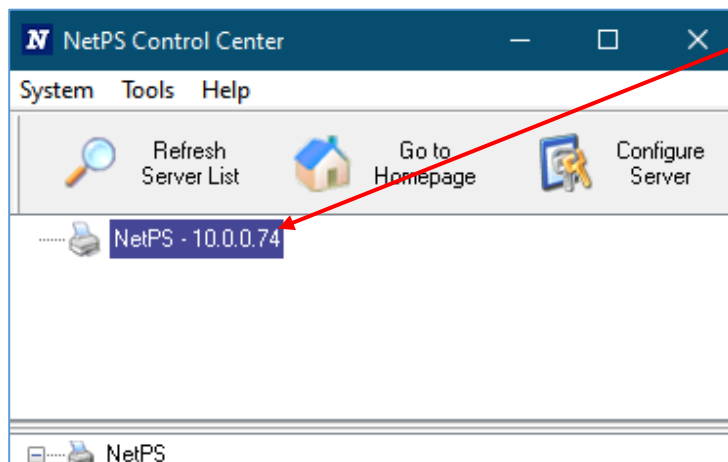 NetPS Control Center
System Tools Help
Refresh Server List
Go to Homepage
Configure Server
NetPS - 10.0.0.74
NetPS